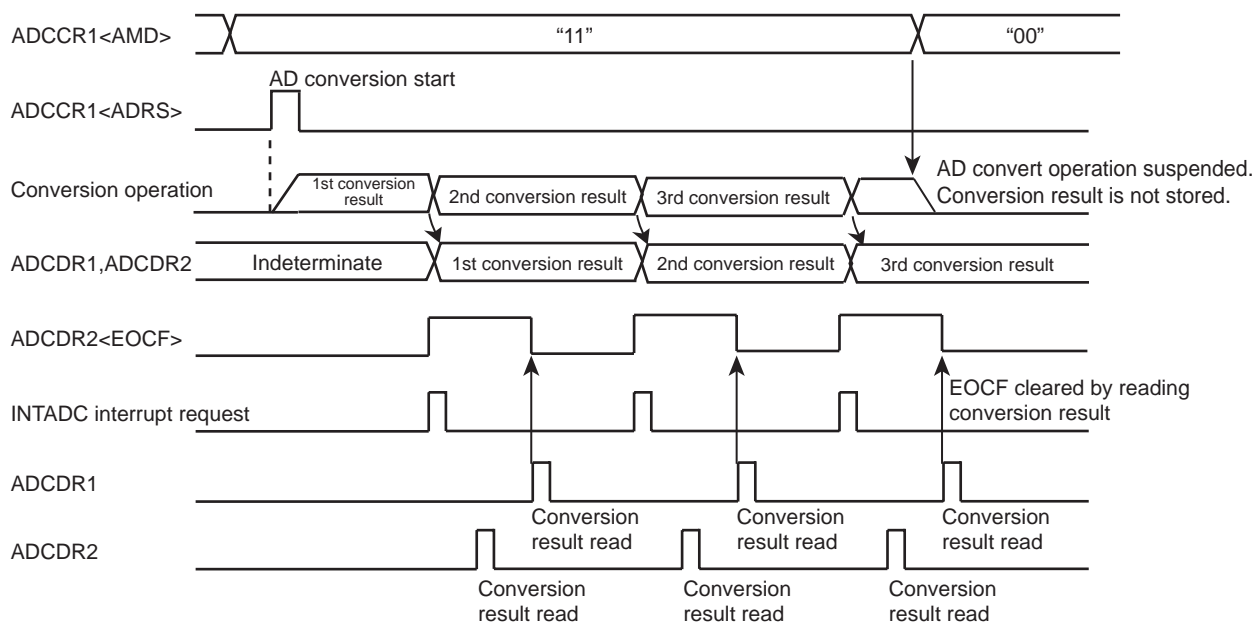 ADCCR1<AMD>
“11”
“00”
AD conversion start
ADCCR1<ADRS>
Conversion operation
1st conversion
result
2nd conversion result
3rd conversion result
AD convert operation suspended.
Conversion result is not stored.
ADCDR1,ADCDR2
Indeterminate
1st conversion result
2nd conversion result
3rd conversion result
ADCDR2<EOCF>
EOCF cleared by reading
conversion result
INTADC interrupt request
ADCDR1
Conversion
result read
Conversion
result read
Conversion
result read
ADCDR2
Conversion
result read
Conversion
result read
Conversion
result read